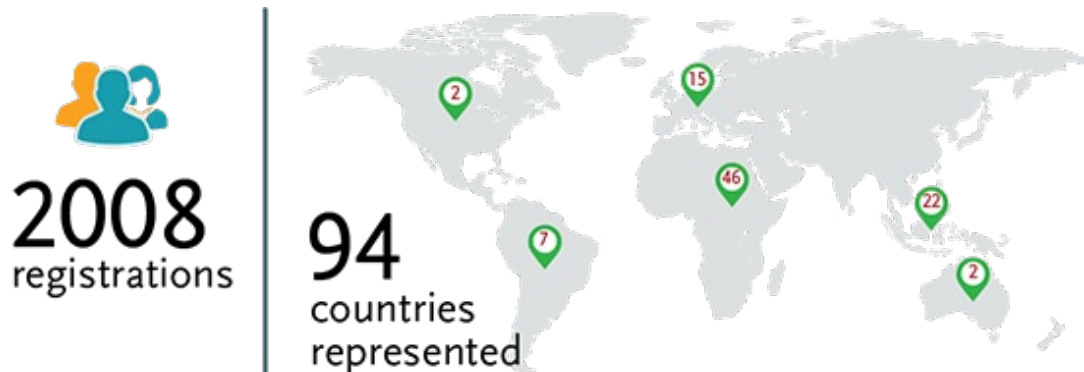 2008
registrations
94
countries
represented
2
15
46
22
7
2